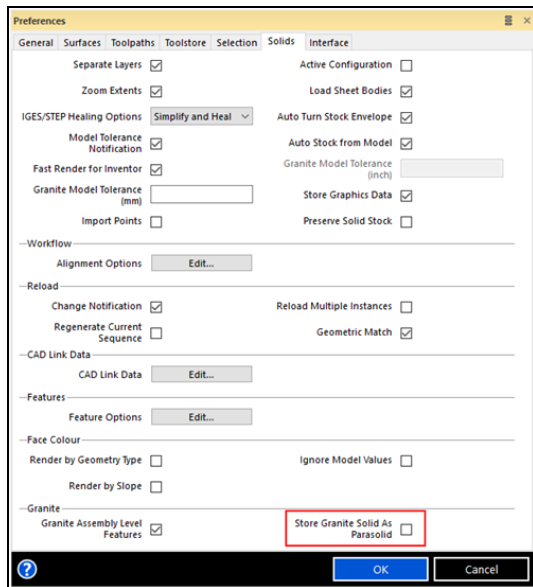 Preferences
General Surfaces Toolpaths Toolstore Selection Solids Interface
Separate Layers Active Configuration
Zoom Extents Load Sheet Bodies
IGES/STEP Healing Options Simplify and Heal Auto Turn Stock Envelope
Model Tolerance
Notification
Auto Stock from Model
Fast Render for Inventor
Granite Model Tolerance
(inch)
Granite Model Tolerance
(mm)
Store Graphics Data
Import Points Preserve Solid Stock
Workflow
Alignment Options Edit...
Reload
Change Notification Reload Multiple Instances
Regenerate Current
Sequence
Geometric Match
CAD Link Data
CAD Link Data Edit...
Features
Feature Options Edit...
Face Colour
Render by Geometry Type Ignore Model Values
Render by Slope
Granite
Granite Assembly Level
Features
Store Granite Solid As
Parasolid
? OK Cancel